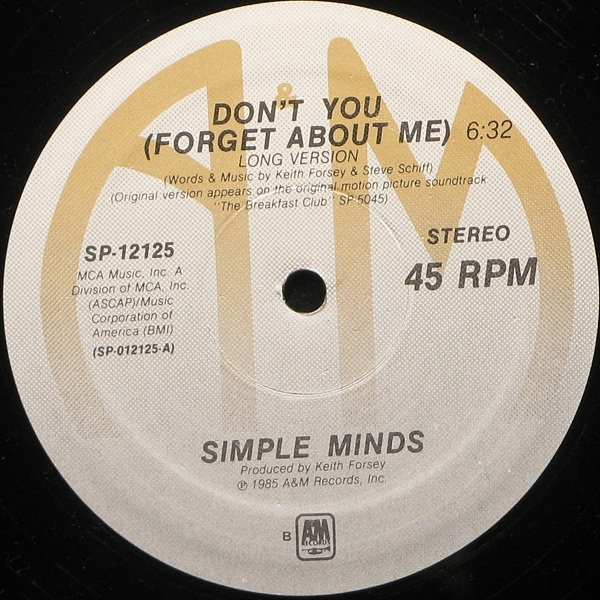 &
DON'T YOU
(FORGET ABOUT ME) 6:32
LONG VERSION
(Words & Music by Keith Forsey & Steve Schiff)
(Original version appears on the original motion picture soundtrack
"The Breakfast Club" SP 5045)
SP-12125
MCA Music, Inc. A
Division of MCA, Inc.
(ASCAP)/Music
Corporation of
America (BMI)
(SP-012125-A)
STEREO
45 RPM
SIMPLE MINDS
Produced by Keith Forsey
℗ 1985 A&M Records, Inc.
B
A&M
RECORDS